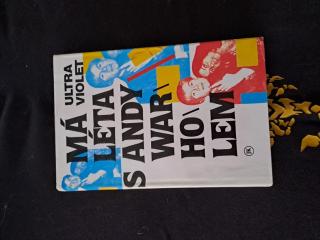 ULTRA
VIOLET
MÁ
LÉTA
S ANDY
WAR\
HO\
LEM